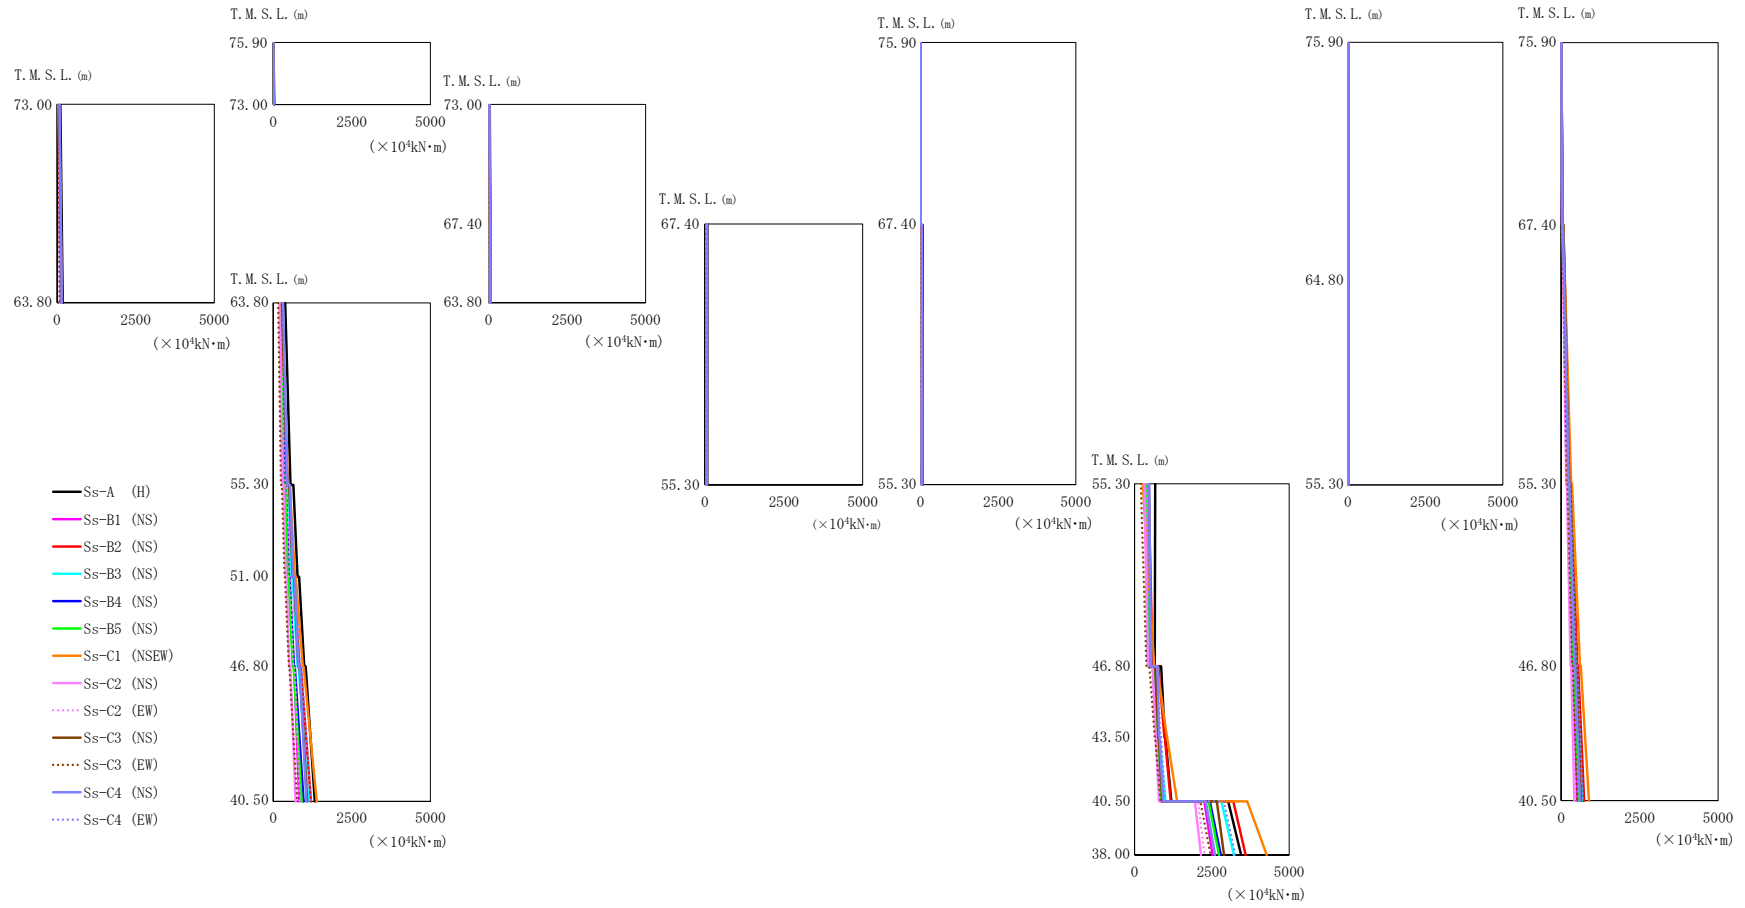 T.M.S.L.(m)
73.00
63.80
0 2500 5000
(×10⁴kN·m)
T.M.S.L.(m)
75.90
73.00
0 2500 5000
(×10⁴kN·m)
T.M.S.L.(m)
63.80
55.30
51.00
46.80
40.50
0 2500 5000
(×10⁴kN·m)
T.M.S.L.(m)
73.00
67.40
63.80
0 2500 5000
(×10⁴kN·m)
T.M.S.L.(m)
67.40
55.30
0 2500 5000
(×10⁴kN·m)
T.M.S.L.(m)
75.90
67.40
55.30
0 2500 5000
(×10⁴kN·m)
T.M.S.L.(m)
55.30
46.80
43.50
40.50
38.00
0 2500 5000
(×10⁴kN·m)
T.M.S.L.(m)
75.90
64.80
55.30
0 2500 5000
(×10⁴kN·m)
T.M.S.L.(m)
75.90
67.40
55.30
46.80
40.50
0 2500 5000
(×10⁴kN·m)
Ss-A (H)
Ss-B1 (NS)
Ss-B2 (NS)
Ss-B3 (NS)
Ss-B4 (NS)
Ss-B5 (NS)
Ss-C1 (NSEW)
Ss-C2 (NS)
Ss-C2 (EW)
Ss-C3 (NS)
Ss-C3 (EW)
Ss-C4 (NS)
Ss-C4 (EW)